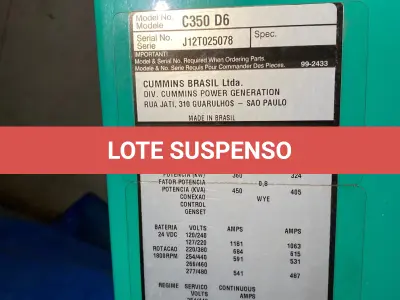 Model No.
Modelo No. C350 D6
Serial No.
Serie J12T025078 Spec.
IMPORTANT!
Model & Serial No. Required When Ordering Parts.
Modele & No. Serie Requis Pour Commander Des Pieces. 99-2433
CUMMINS BRASIL Ltda.
DIV. CUMMINS POWER GENERATION
RUA JATI, 310 GUARULHOS - SAO PAULO
MADE IN BRASIL
LOTE SUSPENSO
POTENCIA (KW) 360 324
FATOR POTENCIA 0,8
POTENCIA (KVA) 450 405
CONEXAO WYE
CONTROL
GENSET
BATERIA VOLTS AMPS AMPS
24 VDC 120/240
127/220 1181 1063
ROTACAO 220/380 684 615
1800RPM 254/440 591 531
266/460
277/480 541 487
REGIME SERVICO CONTINUOUS
AMPS